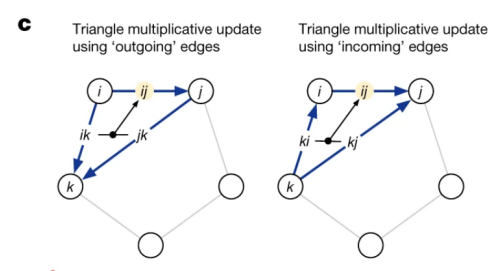 c
Triangle multiplicative update
using ‘outgoing’ edges
Triangle multiplicative update
using ‘incoming’ edges
i
ij
j
ik
jk
k
i
ij
j
ki
kj
k